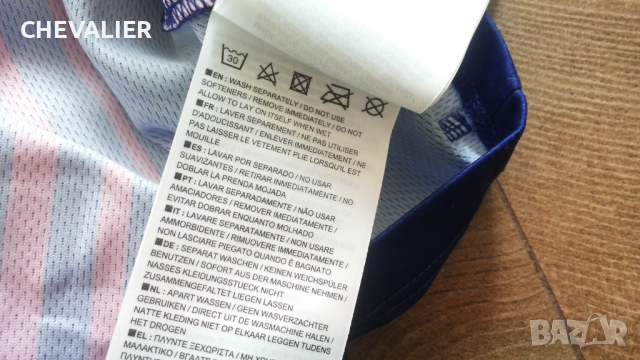 CHEVALIER
30
EN: WASH SEPARATELY / DO NOT USE
SOFTENERS / REMOVE IMMEDIATELY / DO NOT
ALLOW TO LAY ON ITSELF WHEN WET
FR: LAVER SEPAREMENT / NE PAS UTILISER
D'ADOUCISSANT / ENLEVER IMMEDIATEMENT / NE
PAS LAISSER LE VETEMENT PLIE LORSQU'IL EST
MOUILLE
ES: LAVAR POR SEPARADO / NO USAR
SUAVIZANTES / RETIRAR INMEDIATAMENTE / NO
DOBLAR LA PRENDA MOJADA
PT: LAVAR SEPARADAMENTE / NÃO USAR
AMACIADORES / REMOVER IMEDIATAMENTE /
EVITAR DOBRAR ENQUANTO MOLHADO
IT: LAVARE SEPARATAMENTE / NON USARE
AMMORBIDENTE / RIMUOVERE IMMEDIATAMENTE /
NON LASCIARE PIEGATO QUANDO È BAGNATO
DE: SEPARAT WASCHEN / KEINEN WEICHSPÜLER
BENUTZEN / SOFORT AUS DER MASCHINE NEHMEN /
NASSES KLEIDUNGSSTUECK NICHT
ZUSAMMENGEFALTET LIEGEN LASSEN
NL: APART WASSEN / GEEN WASVERZACHTER
GEBRUIKEN / DIRECT UIT DE WASMACHINE HALEN /
NATTE KLEDING NIET OP ELKAAR LEGGEN TIJDENS
HET DROGEN
EL: ΠΛΥΝΤΕ ΞΕΧΩΡΙΣΤΑ / ΜΗ
ΜΑΛΑΚΤΙΚΟ / ΒΓΑΛΤΕ
bazar.bg